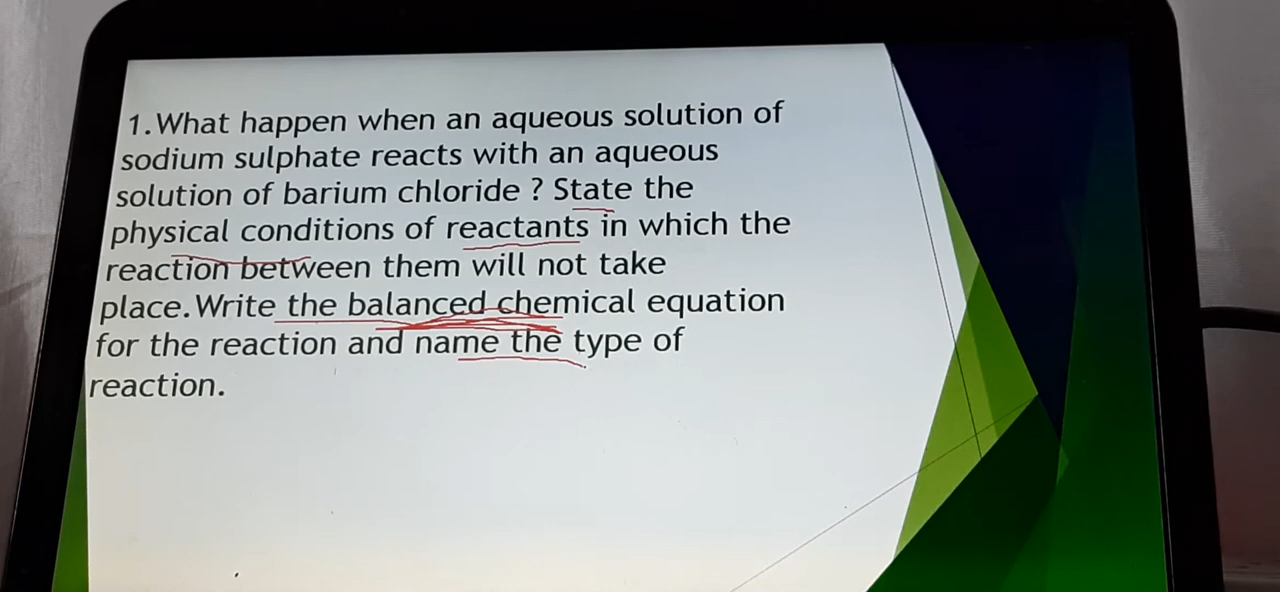 1.What happen when an aqueous solution of
sodium sulphate reacts with an aqueous
solution of barium chloride ? State the
physical conditions of reactants in which the
reaction between them will not take
place.Write the balanced chemical equation
for the reaction and name the type of
reaction.